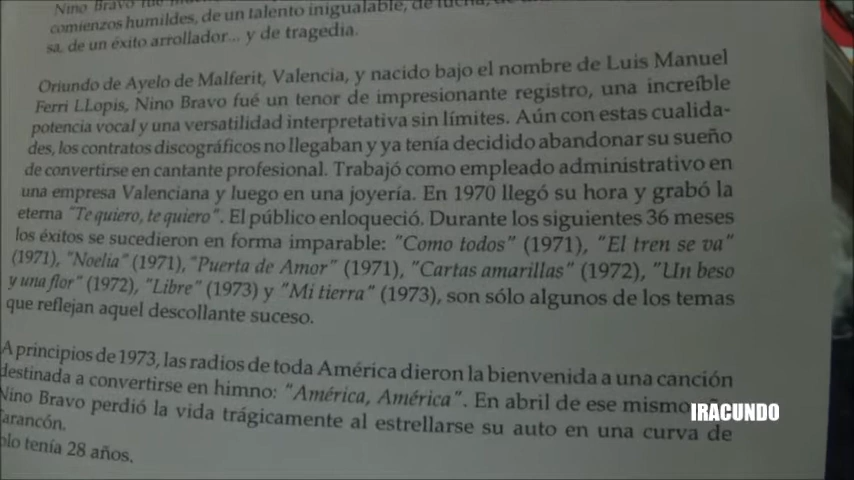 Nino Bravo fué
comienzos humildes, de un talento inigualable, de lucha, de
sa, de un éxito arrollador... y de tragedia.
Oriundo de Ayelo de Malferit, Valencia, y nacido bajo el nombre de Luis Manuel
Ferri LLopis, Nino Bravo fué un tenor de impresionante registro, una increíble
potencia vocal y una versatilidad interpretativa sin límites. Aún con estas cualida-
des, los contratos discográficos no llegaban y ya tenía decidido abandonar su sueño
de convertirse en cantante profesional. Trabajó como empleado administrativo en
una empresa Valenciana y luego en una joyería. En 1970 llegó su hora y grabó la
eterna "Te quiero, te quiero". El público enloqueció. Durante los siguientes 36 meses
los éxitos se sucedieron en forma imparable: "Como todos" (1971), "El tren se va"
(1971), "Noelia" (1971), "Puerta de Amor" (1971), "Cartas amarillas" (1972), "Un beso
y una flor" (1972), "Libre" (1973) y "Mi tierra" (1973), son sólo algunos de los temas
que reflejan aquel descollante suceso.
A principios de 1973, las radios de toda América dieron la bienvenida a una canción
destinada a convertirse en himno: "América, América". En abril de ese mismo
Nino Bravo perdió la vida trágicamente al estrellarse su auto en una curva de
Tarancón.
olo tenía 28 años.
IRACUNDO